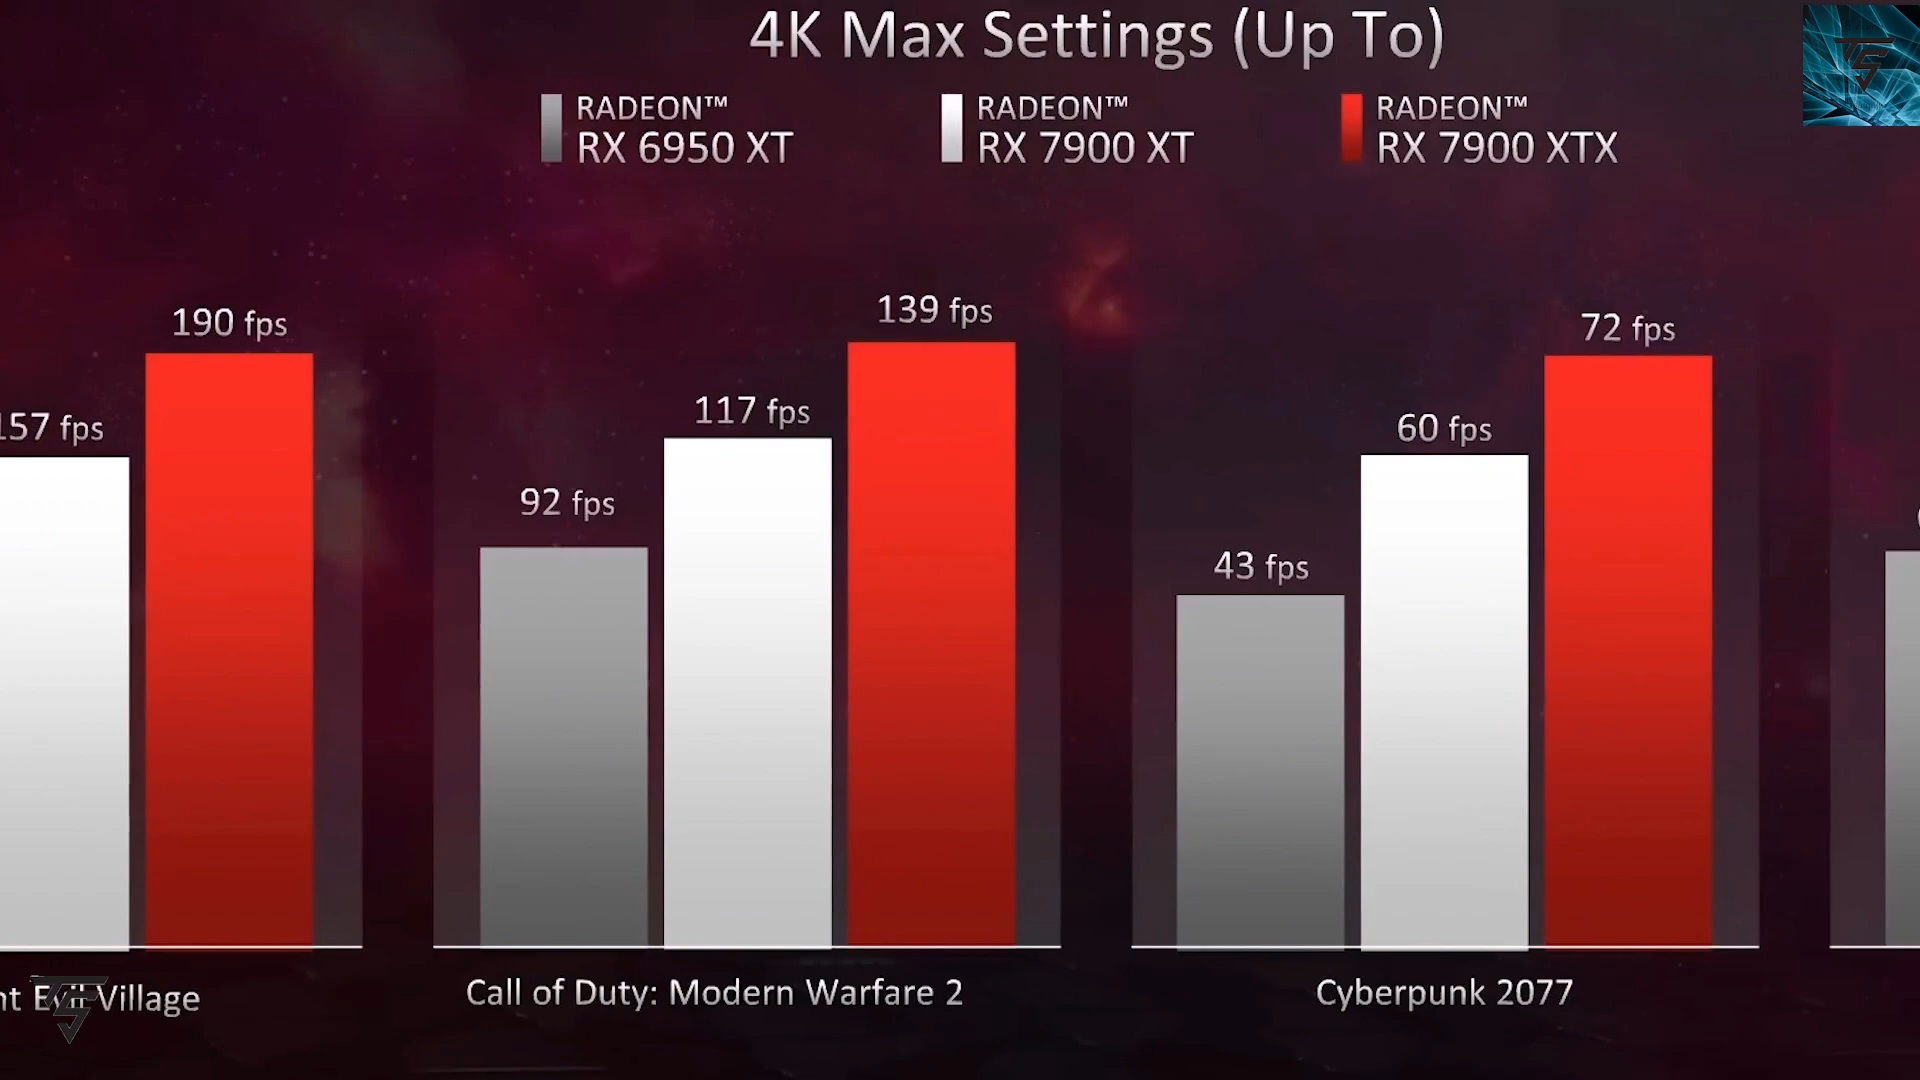 4K Max Settings (Up To)
RADEON™
RX 6950 XT
RADEON™
RX 7900 XT
RADEON™
RX 7900 XTX
157 fps
190 fps
92 fps
117 fps
139 fps
43 fps
60 fps
72 fps
Evil Village
Call of Duty: Modern Warfare 2
Cyberpunk 2077